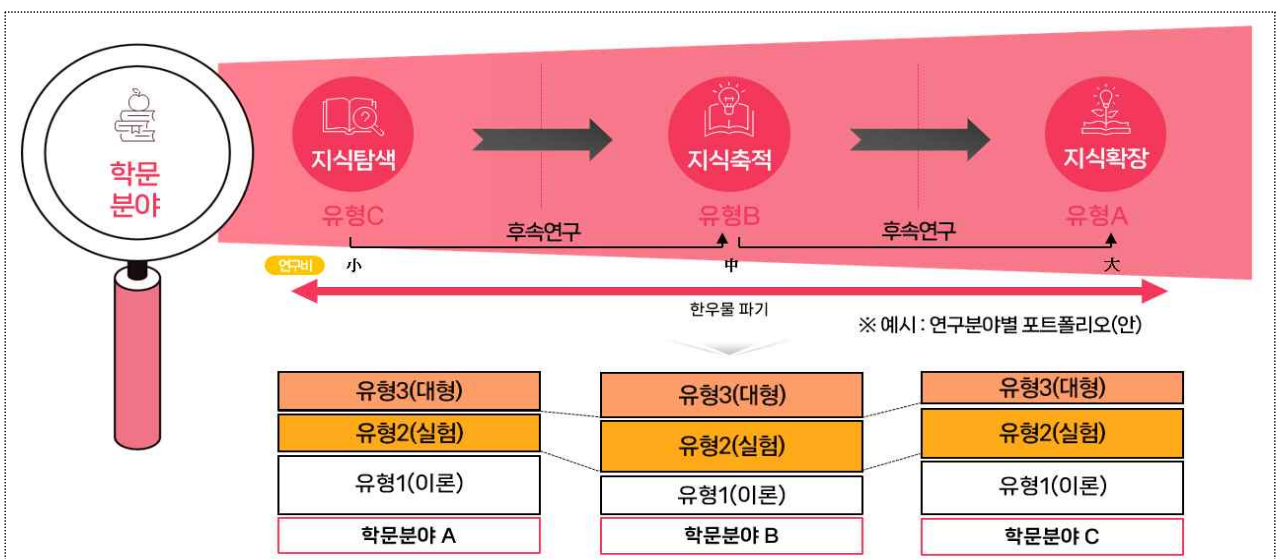 학문
분야
지식탐색
지식축적
지식확장
유형C
유형B
유형A
후속연구
후속연구
연구비
小
中
大
한우물 파기
※ 예시 : 연구분야별 포트폴리오(안)
유형3(대형)
유형2(실험)
유형1(이론)
학문분야 A
유형3(대형)
유형2(실험)
유형1(이론)
학문분야 B
유형3(대형)
유형2(실험)
유형1(이론)
학문분야 C